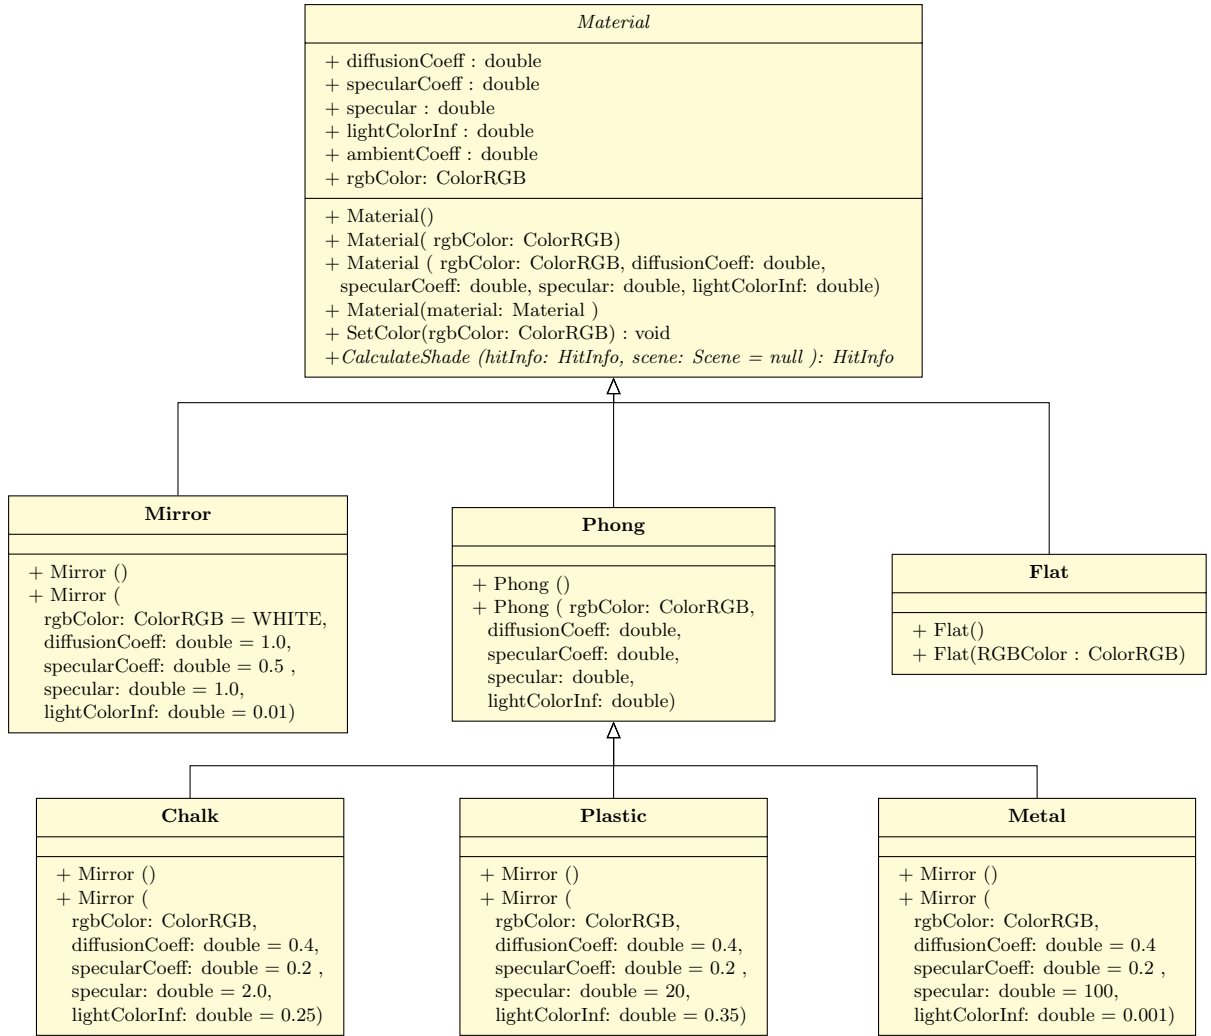 Material
+ diffusionCoeff : double
+ specularCoeff : double
+ specular : double
+ lightColorInf : double
+ ambientCoeff : double
+ rgbColor: ColorRGB
+ Material()
+ Material( rgbColor: ColorRGB)
+ Material ( rgbColor: ColorRGB, diffusionCoeff: double,
specularCoeff: double, specular: double, lightColorInf: double)
+ Material(material: Material )
+ SetColor(rgbColor: ColorRGB) : void
+CalculateShade (hitInfo: HitInfo, scene: Scene = null ): HitInfo
Mirror
+ Mirror ()
+ Mirror (
rgbColor: ColorRGB = WHITE,
diffusionCoeff: double = 1.0,
specularCoeff: double = 0.5 ,
specular: double = 1.0,
lightColorInf: double = 0.01)
Phong
+ Phong ()
+ Phong ( rgbColor: ColorRGB,
diffusionCoeff: double,
specularCoeff: double,
specular: double,
lightColorInf: double)
Flat
+ Flat()
+ Flat(RGBColor : ColorRGB)
Chalk
+ Mirror ()
+ Mirror (
rgbColor: ColorRGB,
diffusionCoeff: double = 0.4,
specularCoeff: double = 0.2 ,
specular: double = 2.0,
lightColorInf: double = 0.25)
Plastic
+ Mirror ()
+ Mirror (
rgbColor: ColorRGB,
diffusionCoeff: double = 0.4,
specularCoeff: double = 0.2 ,
specular: double = 20,
lightColorInf: double = 0.35)
Metal
+ Mirror ()
+ Mirror (
rgbColor: ColorRGB,
diffusionCoeff: double = 0.4
specularCoeff: double = 0.2 ,
specular: double = 100,
lightColorInf: double = 0.001)